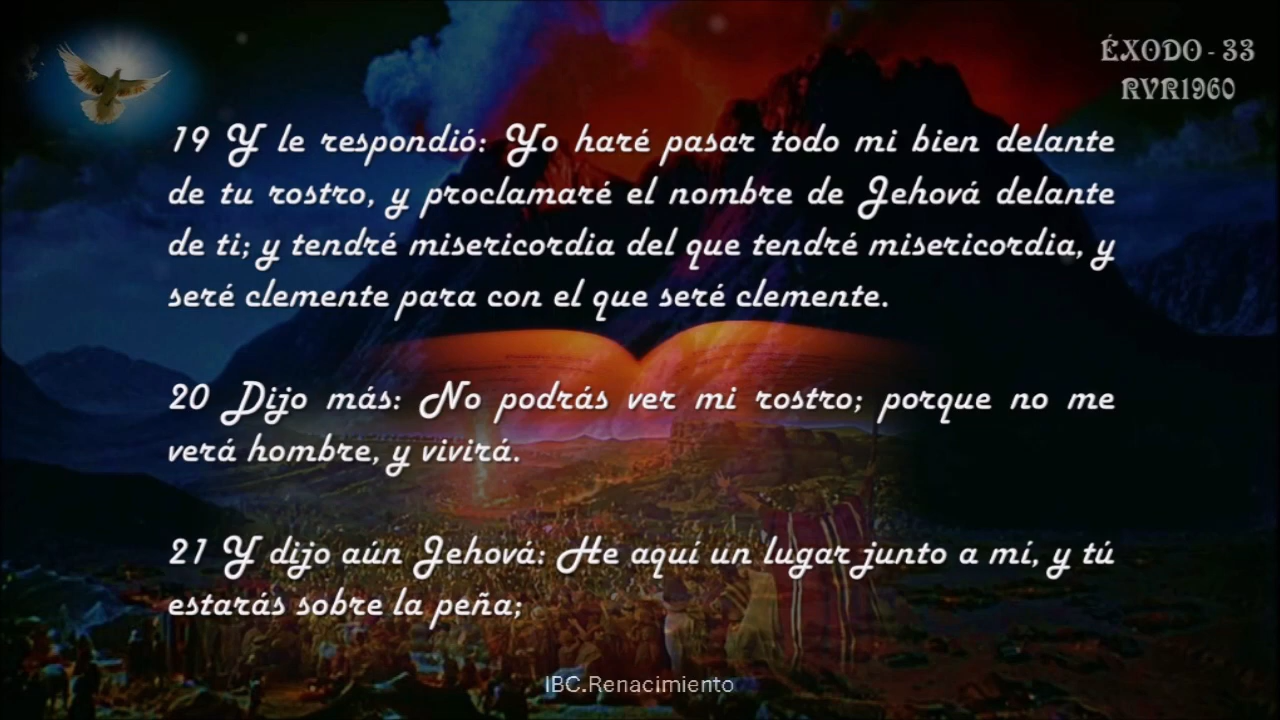 ÉXODO - 33
RVR1960
19 Y le respondió: Yo haré pasar todo mi bien delante
de tu rostro, y proclamaré el nombre de Jehová delante
de ti; y tendré misericordia del que tendré misericordia, y
seré clemente para con el que seré clemente.
20 Dijo más: No podrás ver mi rostro; porque no me
verá hombre, y vivirá.
21 Y dijo aún Jehová: He aquí un lugar junto a mí, y tú
estarás sobre la peña;
IBC.Renacimiento